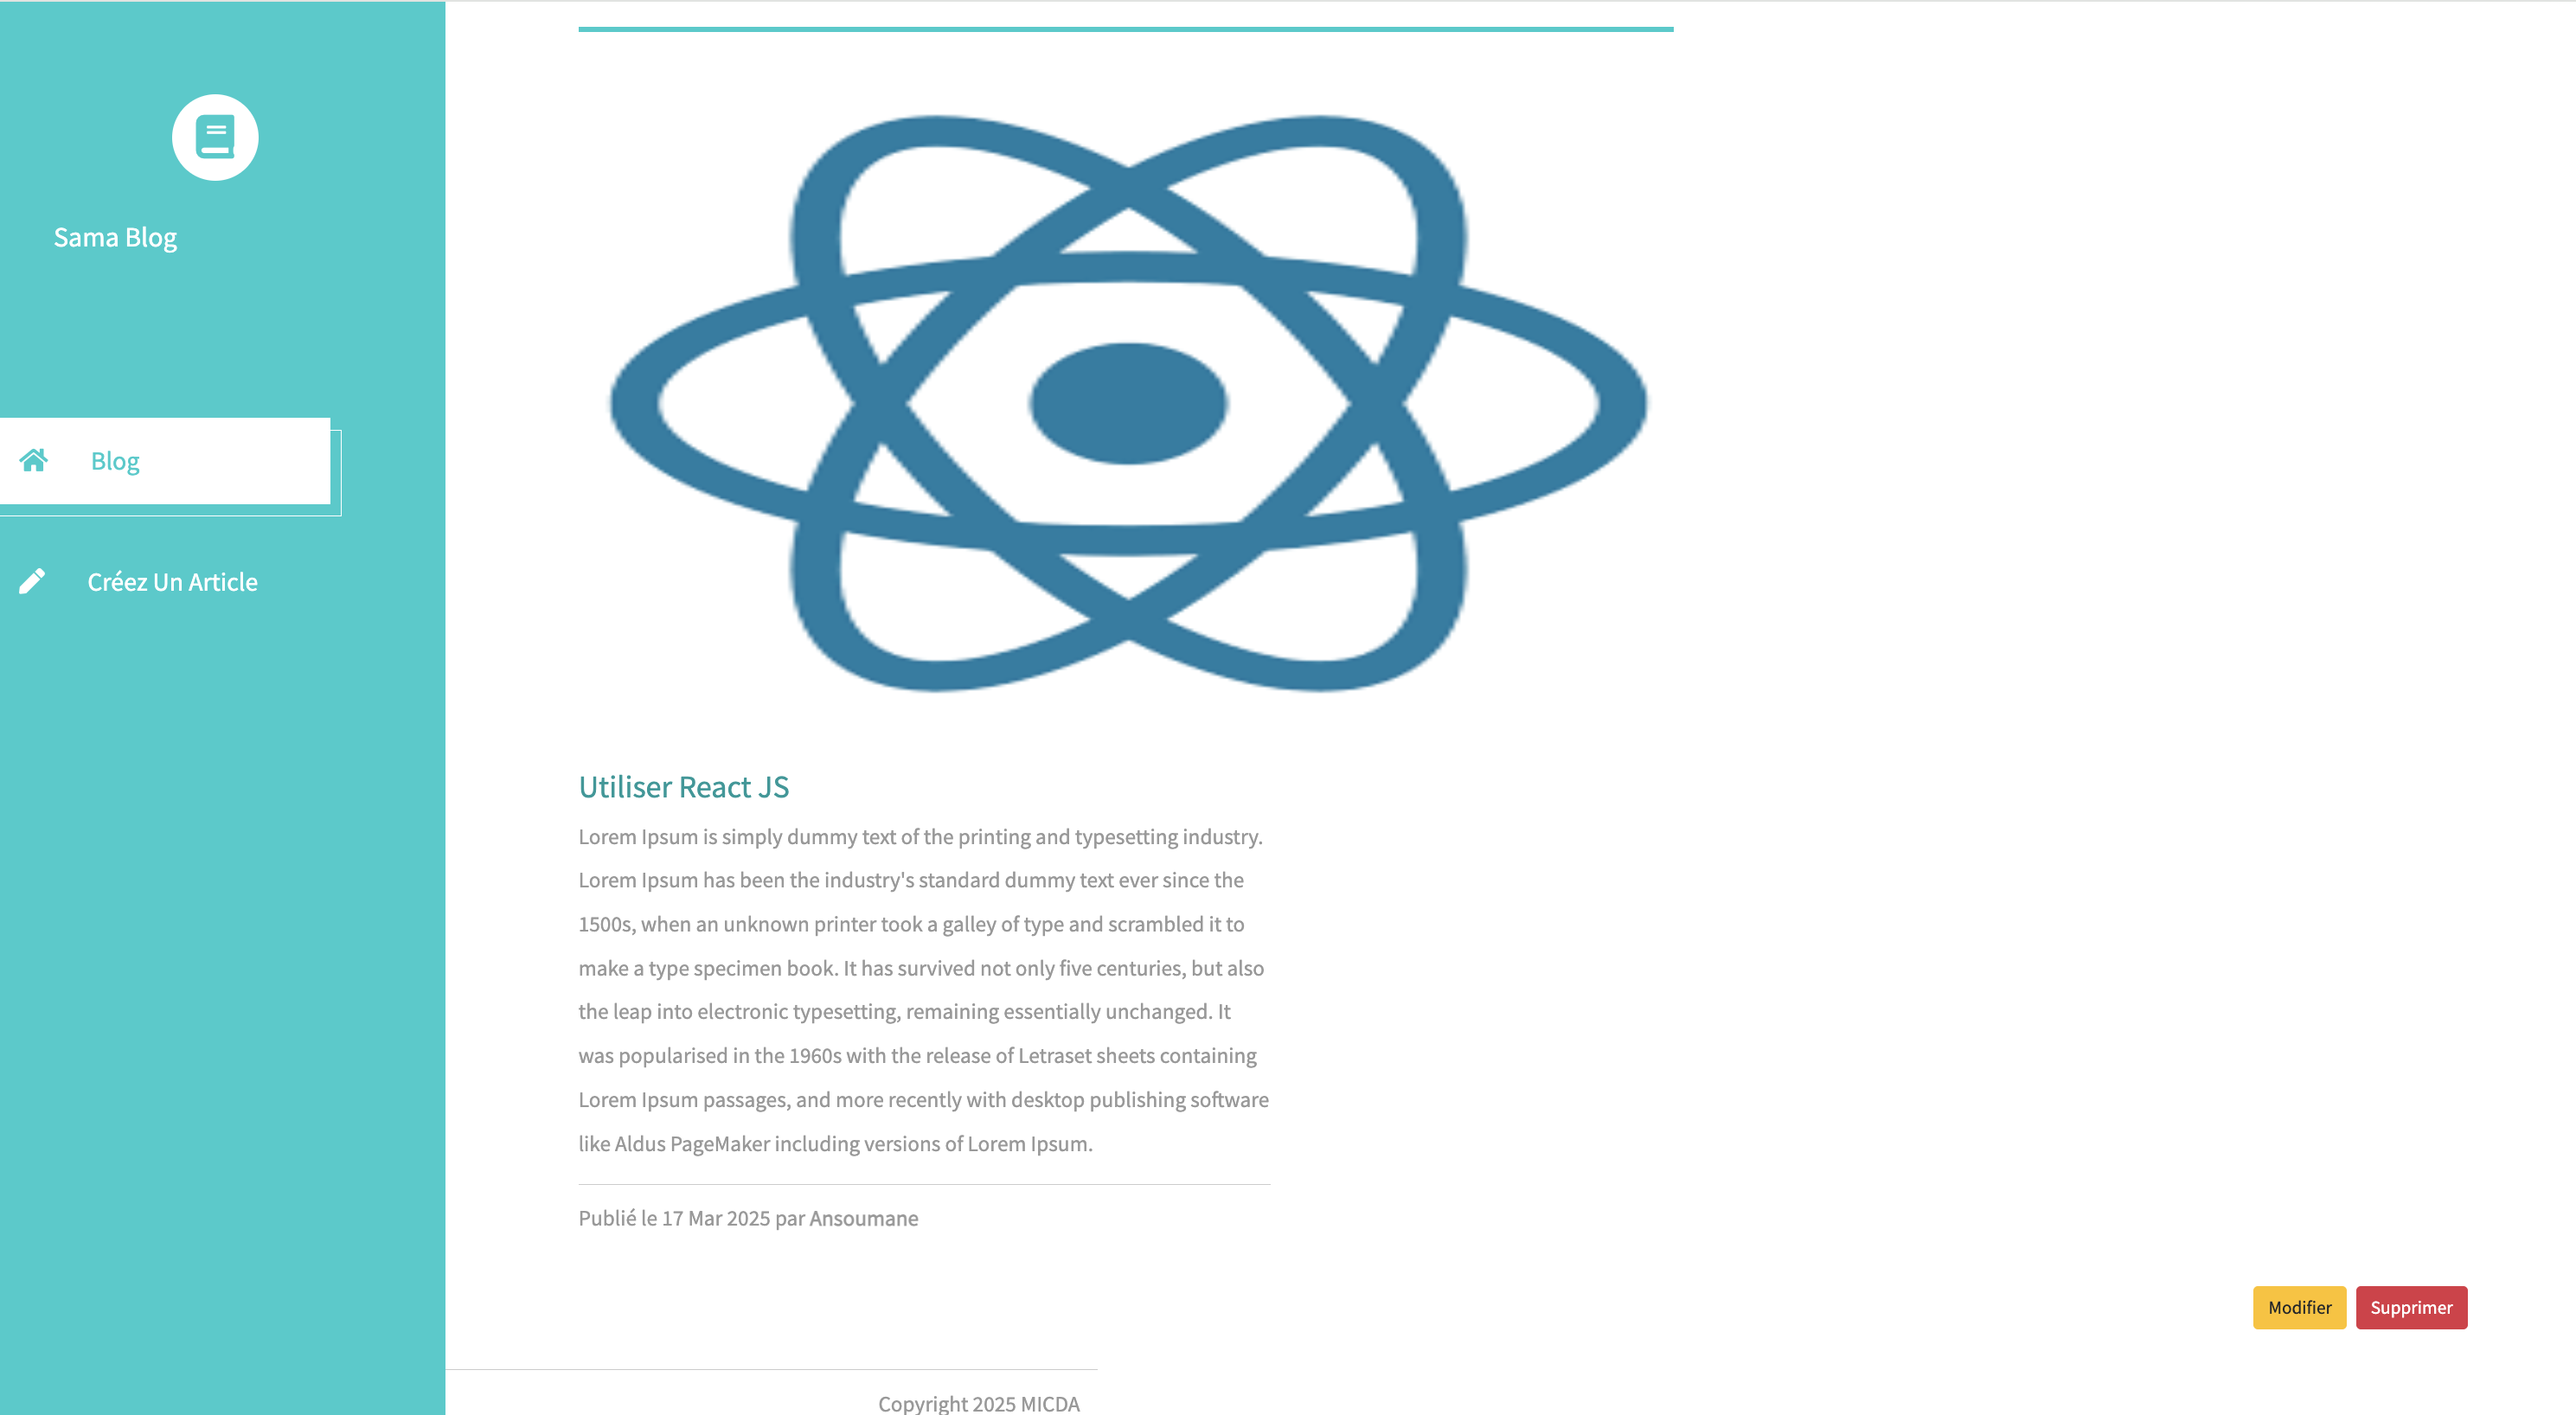 Sama Blog
Blog
Créez Un Article
Utiliser React JS
Lorem Ipsum is simply dummy text of the printing and typesetting industry.
Lorem Ipsum has been the industry's standard dummy text ever since the
1500s, when an unknown printer took a galley of type and scrambled it to
make a type specimen book. It has survived not only five centuries, but also
the leap into electronic typesetting, remaining essentially unchanged. It
was popularised in the 1960s with the release of Letraset sheets containing
Lorem Ipsum passages, and more recently with desktop publishing software
like Aldus PageMaker including versions of Lorem Ipsum.
Publié le 17 Mar 2025 par Ansoumane
Modifier
Supprimer
Copyright 2025 MICDA